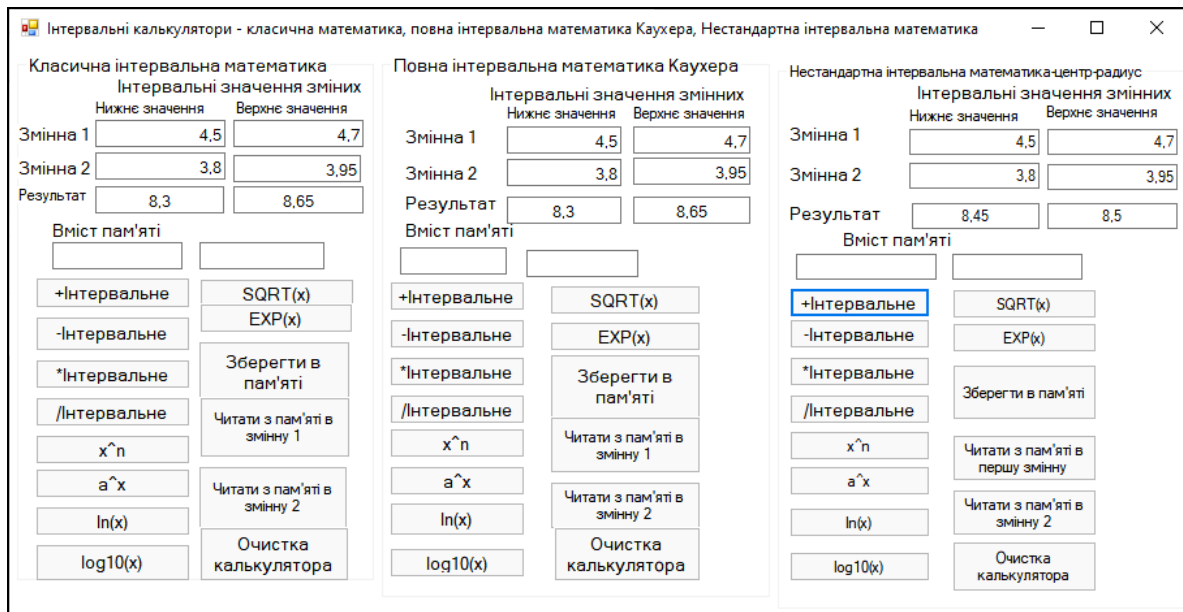 Інтервальні калькулятори - класична математика, повна інтервальна математика Каухера, Нестандартна інтервальна математика
Класична інтервальна математика
Інтервальні значення зміних
Нижнє значення
Верхнє значення
Змінна 1
4,5
4,7
Змінна 2
3,8
3,95
Результат
8,3
8,65
Вміст пам'яті
+Інтервальне
SQRT(x)
EXP(x)
-Інтервальне
Зберегти в
пам'яті
*Інтервальне
/Інтервальне
Читати з пам'яті в
змінну 1
x^n
a^x
Читати з пам'яті в
змінну 2
ln(x)
Очистка
калькулятора
log10(x)
Повна інтервальна математика Каухера
Інтервальні значення змінних
Нижнє значення
Верхнє значення
Змінна 1
4,5
4,7
Змінна 2
3,8
3,95
Результат
8,3
8,65
Вміст пам'яті
+Інтервальне
SQRT(x)
-Інтервальне
EXP(x)
*Інтервальне
Зберегти в
пам'яті
/Інтервальне
Читати з пам'яті в
змінну 1
x^n
a^x
Читати з пам'яті в
змінну 2
ln(x)
Очистка
калькулятора
log10(x)
Нестандартна інтервальна математика-центр-радиус
Інтервальні значення змінних
Нижнє значення
Верхнє значення
Змінна 1
4,5
4,7
Змінна 2
3,8
3,95
Результат
8,45
8,5
Вміст пам'яті
+Інтервальне
SQRT(x)
-Інтервальне
EXP(x)
*Інтервальне
Зберегти в пам'яті
/Інтервальне
x^n
Читати з пам'яті в
першу змінну
a^x
Читати з пам'яті в
змінну 2
ln(x)
Очистка
калькулятора
log10(x)